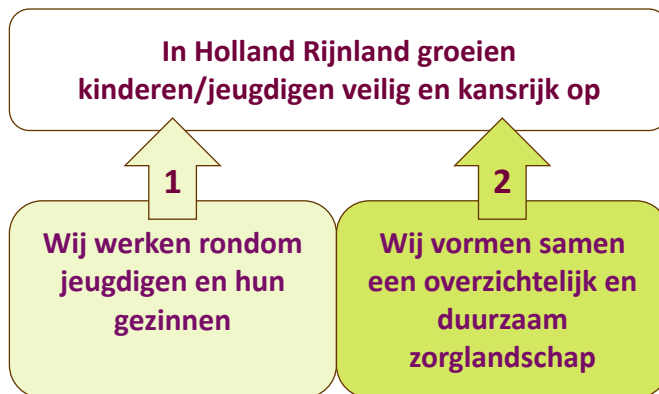 In Holland Rijnland groeien
kinderen/jeugdigen veilig en kansrijk op
1
2
Wij werken rondom
jeugdigen en hun
gezinnen
Wij vormen samen
een overzichtelijk en
duurzaam
zorglandschap